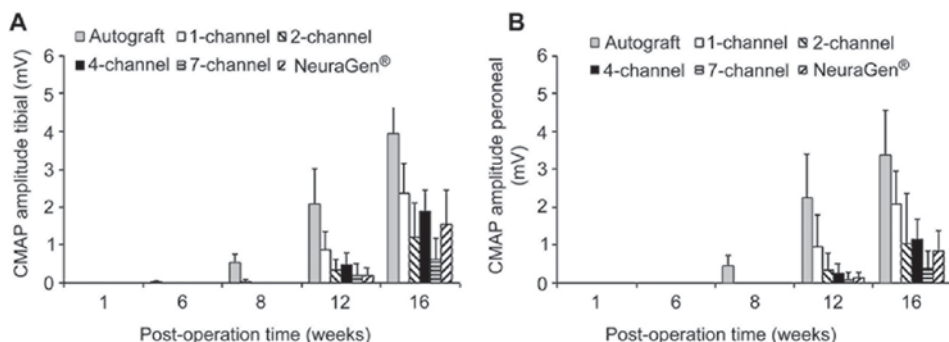 A
Autograft 1-channel 2-channel
4-channel 7-channel NeuraGen®
CMAP amplitude tibial (mV)
6
5
4
3
2
1
0
1 6 8 12 16
Post-operation time (weeks)
B
Autograft 1-channel 2-channel
4-channel 7-channel NeuraGen®
CMAP amplitude peroneal
(mV)
6
5
4
3
2
1
0
1 6 8 12 16
Post-operation time (weeks)